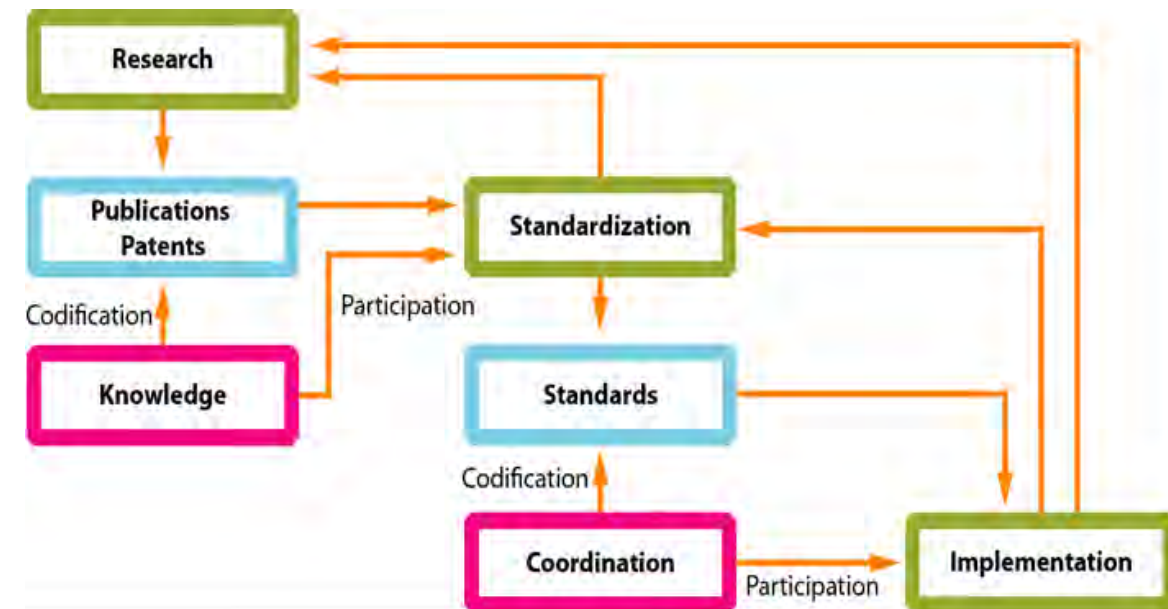 Research
Publications
Patents
Standardization
Codification
Participation
Knowledge
Standards
Codification
Coordination
Participation
Implementation